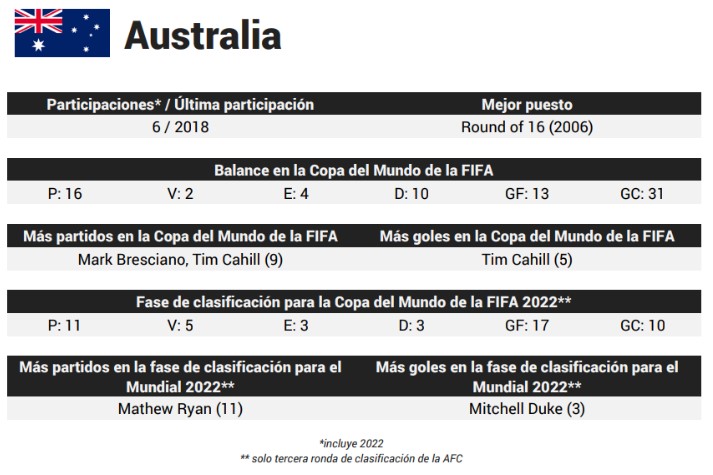 Australia
Participaciones* / Última participación
Mejor puesto
6 / 2018
Round of 16 (2006)
Balance en la Copa del Mundo de la FIFA
P: 16 V: 2 E: 4 D: 10 GF: 13 GC: 31
Más partidos en la Copa del Mundo de la FIFA
Más goles en la Copa del Mundo de la FIFA
Mark Bresciano, Tim Cahill (9)
Tim Cahill (5)
Fase de clasificación para la Copa del Mundo de la FIFA 2022**
P: 11 V: 5 E: 3 D: 3 GF: 17 GC: 10
Más partidos en la fase de clasificación para el
Mundial 2022**
Más goles en la fase de clasificación para el
Mundial 2022**
Mathew Ryan (11)
Mitchell Duke (3)
*incluye 2022
** solo tercera ronda de clasificación de la AFC